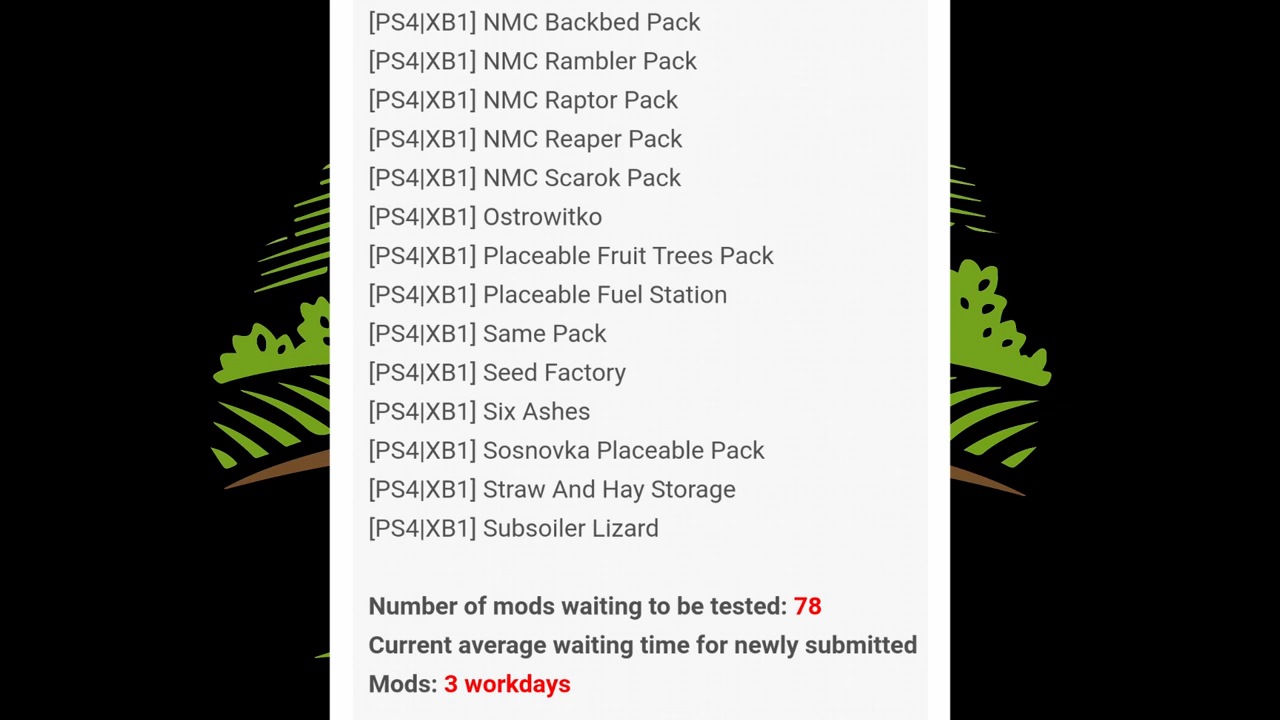 [PS4|XB1] NMC Backbed Pack
[PS4|XB1] NMC Rambler Pack
[PS4|XB1] NMC Raptor Pack
[PS4|XB1] NMC Reaper Pack
[PS4|XB1] NMC Scarok Pack
[PS4|XB1] Ostrowitko
[PS4|XB1] Placeable Fruit Trees Pack
[PS4|XB1] Placeable Fuel Station
[PS4|XB1] Same Pack
[PS4|XB1] Seed Factory
[PS4|XB1] Six Ashes
[PS4|XB1] Sosnovka Placeable Pack
[PS4|XB1] Straw And Hay Storage
[PS4|XB1] Subsoiler Lizard
Number of mods waiting to be tested: 78
Current average waiting time for newly submitted
Mods: 3 workdays